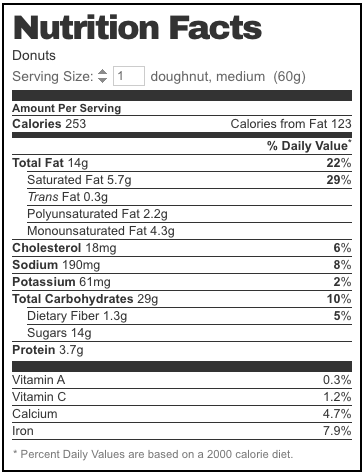 Nutrition Facts
Donuts
Serving Size: 1 doughnut, medium (60g)
Amount Per Serving
Calories 253 Calories from Fat 123
% Daily Value*
Total Fat 14g 22%
Saturated Fat 5.7g 29%
Trans Fat 0.3g
Polyunsaturated Fat 2.2g
Monounsaturated Fat 4.3g
Cholesterol 18mg 6%
Sodium 190mg 8%
Potassium 61mg 2%
Total Carbohydrates 29g 10%
Dietary Fiber 1.3g 5%
Sugars 14g
Protein 3.7g
Vitamin A 0.3%
Vitamin C 1.2%
Calcium 4.7%
Iron 7.9%
* Percent Daily Values are based on a 2000 calorie diet.